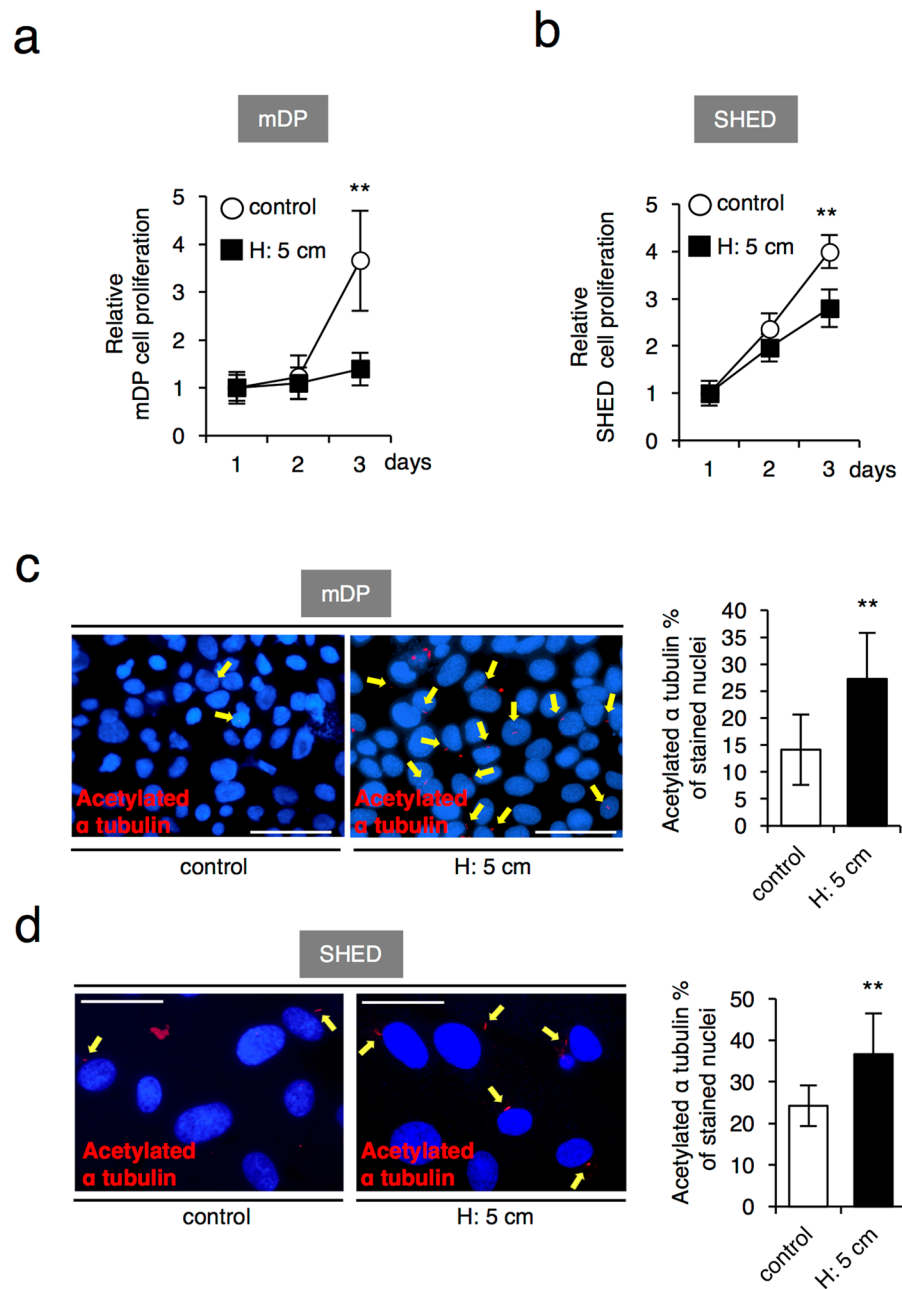 a
mDP
**
control
H: 5 cm
Relative
mDP cell proliferation
5
4
3
2
1
0
1 2 3 days
b
SHED
**
control
H: 5 cm
Relative
SHED cell proliferation
5
4
3
2
1
0
1 2 3 days
c
mDP
Acetylated
α tubulin
control
Acetylated
α tubulin
H: 5 cm
Acetylated α tubulin %
of stained nuclei
**
40
35
30
25
20
15
10
5
0
control
H: 5 cm
d
SHED
Acetylated
α tubulin
control
Acetylated
α tubulin
H: 5 cm
Acetylated α tubulin %
of stained nuclei
**
50
40
30
20
10
0
control
H: 5 cm